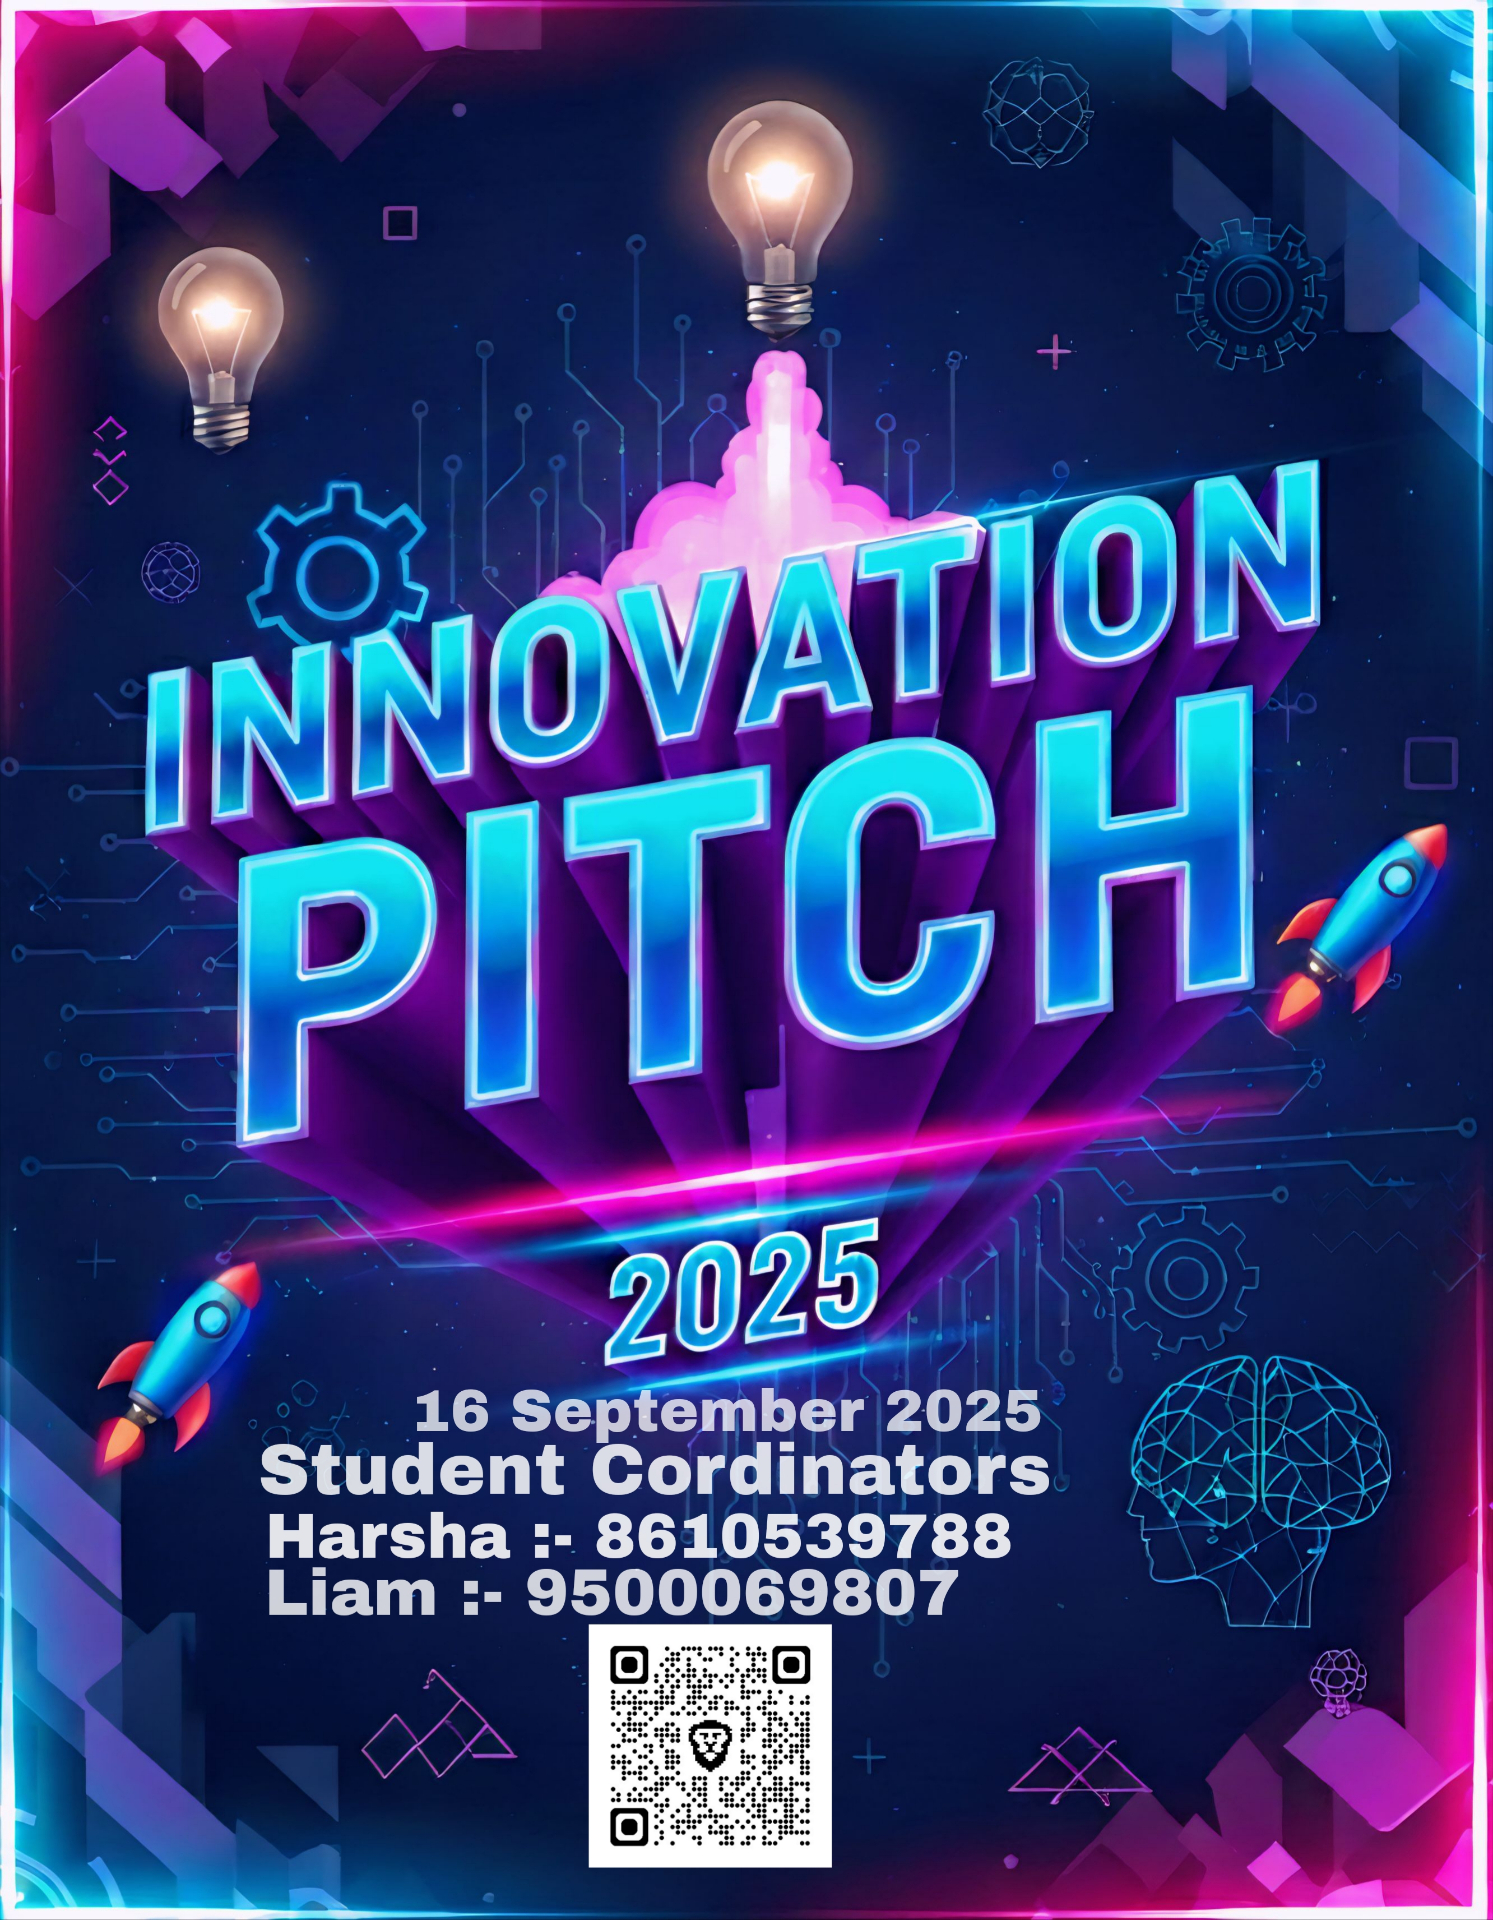 INNOVATION
PITCH
2025
16 September 2025
Student Cordinators
Harsha :- 8610539788
Liam :- 9500069807